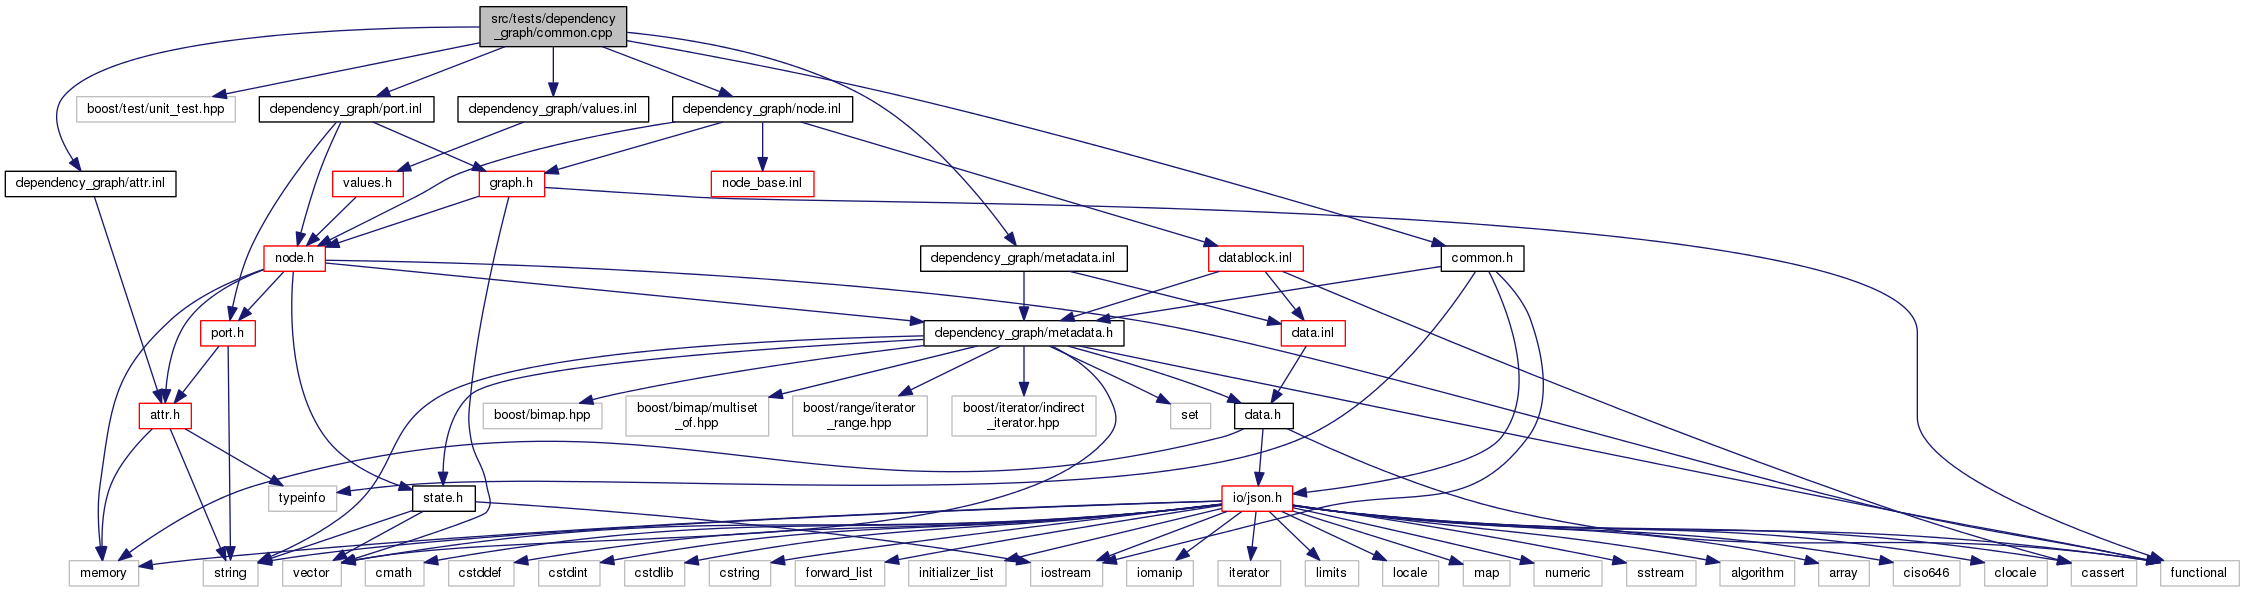 src/tests/dependency
_graph/common.cpp
boost/test/unit_test.hpp
dependency_graph/port.inl
dependency_graph/values.inl
dependency_graph/node.inl
dependency_graph/attr.inl
values.h
graph.h
node_base.inl
node.h
dependency_graph/metadata.inl
datablock.inl
common.h
port.h
dependency_graph/metadata.h
data.inl
attr.h
boost/bimap.hpp
boost/bimap/multiset
_of.hpp
boost/range/iterator
_range.hpp
boost/iterator/indirect
_iterator.hpp
set
data.h
typeinfo
state.h
io/json.h
memory
string
vector
cmath
cstddef
cstdint
cstdlib
cstring
forward_list
initializer_list
iostream
iomanip
iterator
limits
locale
map
numeric
sstream
algorithm
array
ciso646
clocale
cassert
functional